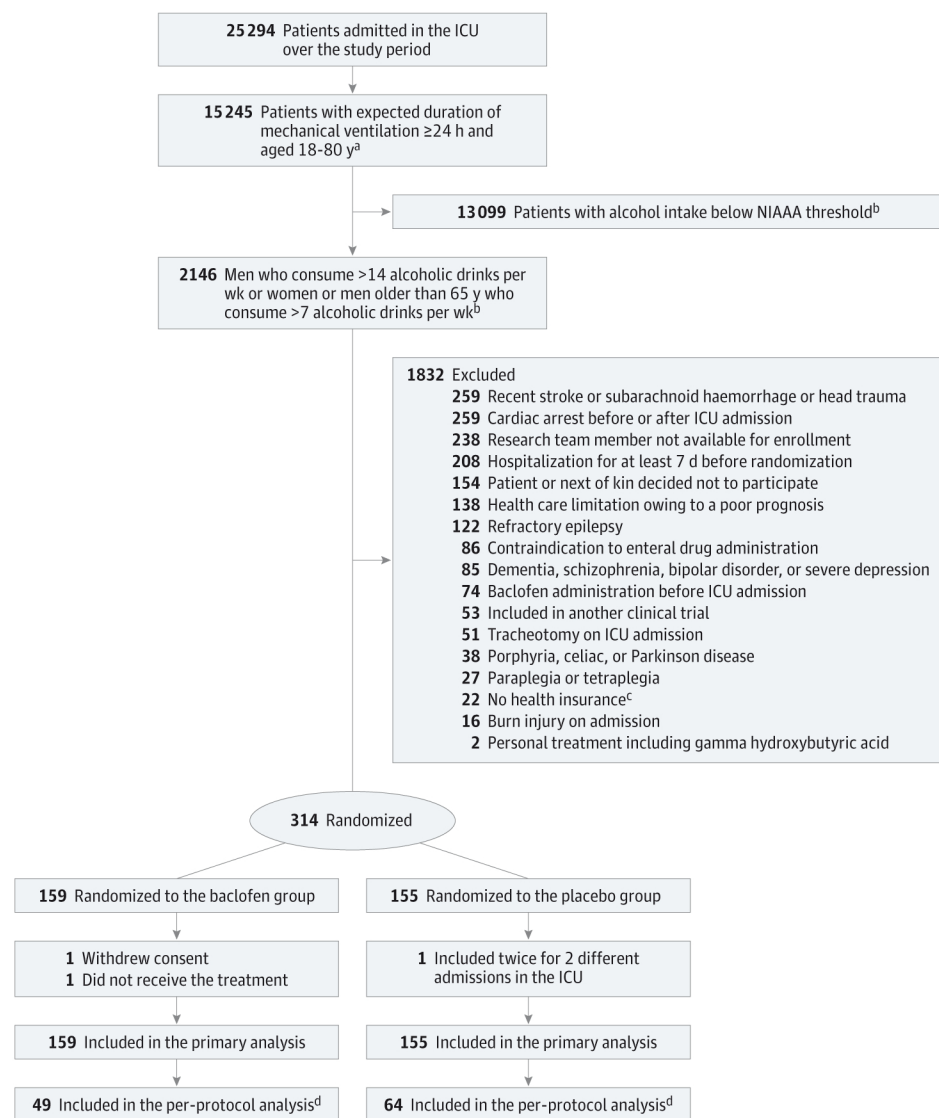 25 294 Patients admitted in the ICU
over the study period
15 245 Patients with expected duration of
mechanical ventilation ≥24 h and
aged 18-80 yᵃ
13 099 Patients with alcohol intake below NIAAA thresholdᵇ
2146 Men who consume >14 alcoholic drinks per
wk or women or men older than 65 y who
consume >7 alcoholic drinks per wkᵇ
1832 Excluded
259 Recent stroke or subarachnoid haemorrhage or head trauma
259 Cardiac arrest before or after ICU admission
238 Research team member not available for enrollment
208 Hospitalization for at least 7 d before randomization
154 Patient or next of kin decided not to participate
138 Health care limitation owing to a poor prognosis
122 Refractory epilepsy
86 Contraindication to enteral drug administration
85 Dementia, schizophrenia, bipolar disorder, or severe depression
74 Baclofen administration before ICU admission
53 Included in another clinical trial
51 Tracheotomy on ICU admission
38 Porphyria, celiac, or Parkinson disease
27 Paraplegia or tetraplegia
22 No health insuranceᶜ
16 Burn injury on admission
2 Personal treatment including gamma hydroxybutyric acid
314 Randomized
159 Randomized to the baclofen group
1 Withdrew consent
1 Did not receive the treatment
159 Included in the primary analysis
49 Included in the per-protocol analysisᵈ
155 Randomized to the placebo group
1 Included twice for 2 different
admissions in the ICU
155 Included in the primary analysis
64 Included in the per-protocol analysisᵈ